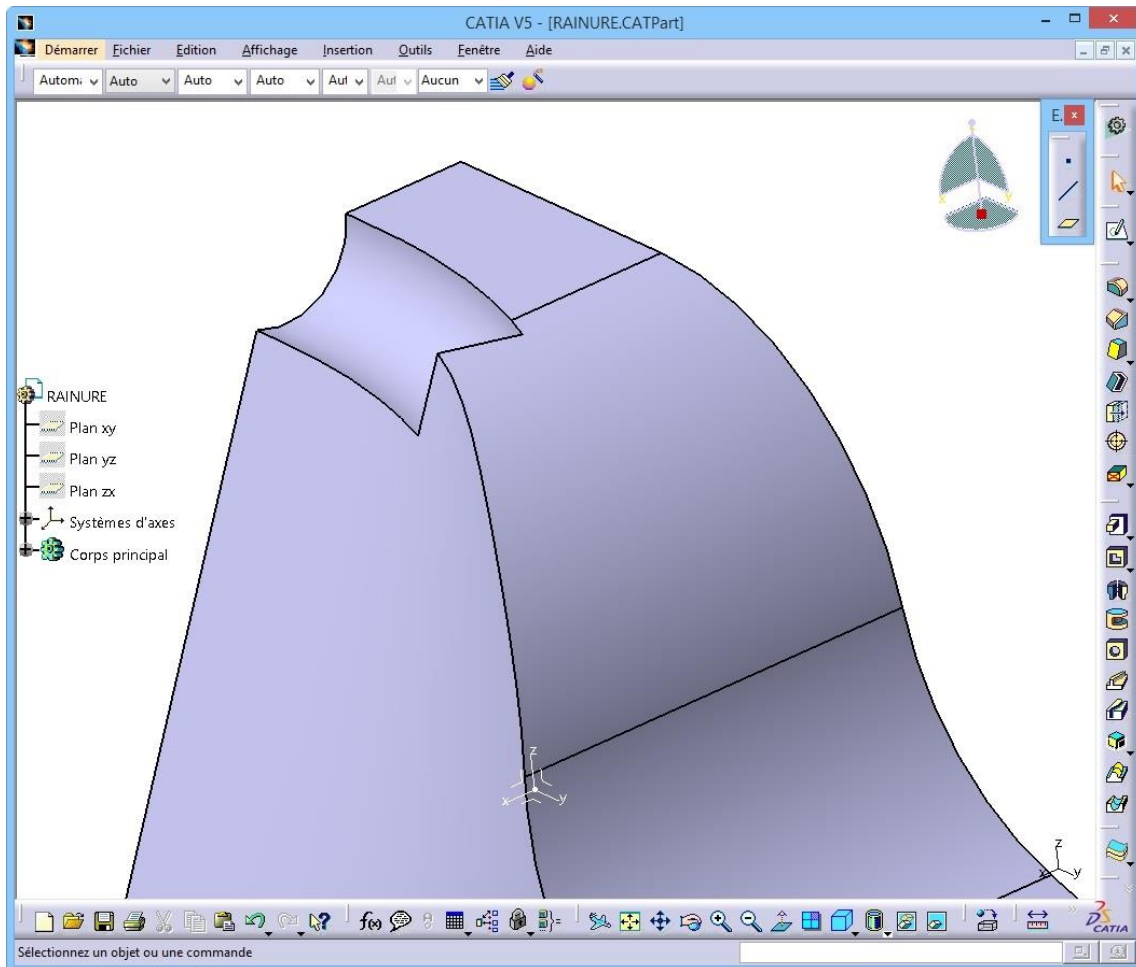 CATIA V5 - [RAINURE.CATPart]
Démarrer Fichier Edition Affichage Insertion Outils Fenêtre Aide
Auto Auto Auto Aucun
E.
RAINURE
Plan xy
Plan yz
Plan zx
Systèmes d'axes
Corps principal
z
x y
z
x y
f(x)
CATIA
Sélectionnez un objet ou une commande